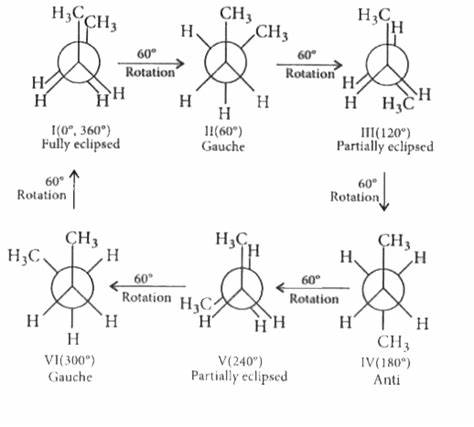 H₃C
CH₃
H
H
H
H
I(0°, 360°)
Fully eclipsed
60°
Rotation
CH₃
H
CH₃
H
H
H
II(60°)
Gauche
60°
Rotation
H₃C
H
H
H
H
H₃C
III(120°)
Partially eclipsed
60°
Rotation
60°
Rotation
CH₃
H₃C
H
H
H
H
VI(300°)
Gauche
60°
Rotation
H₃C
H
H₃C
H
H
H
V(240°)
Partially eclipsed
60°
Rotation
CH₃
H
H
H
H
CH₃
IV(180°)
Anti